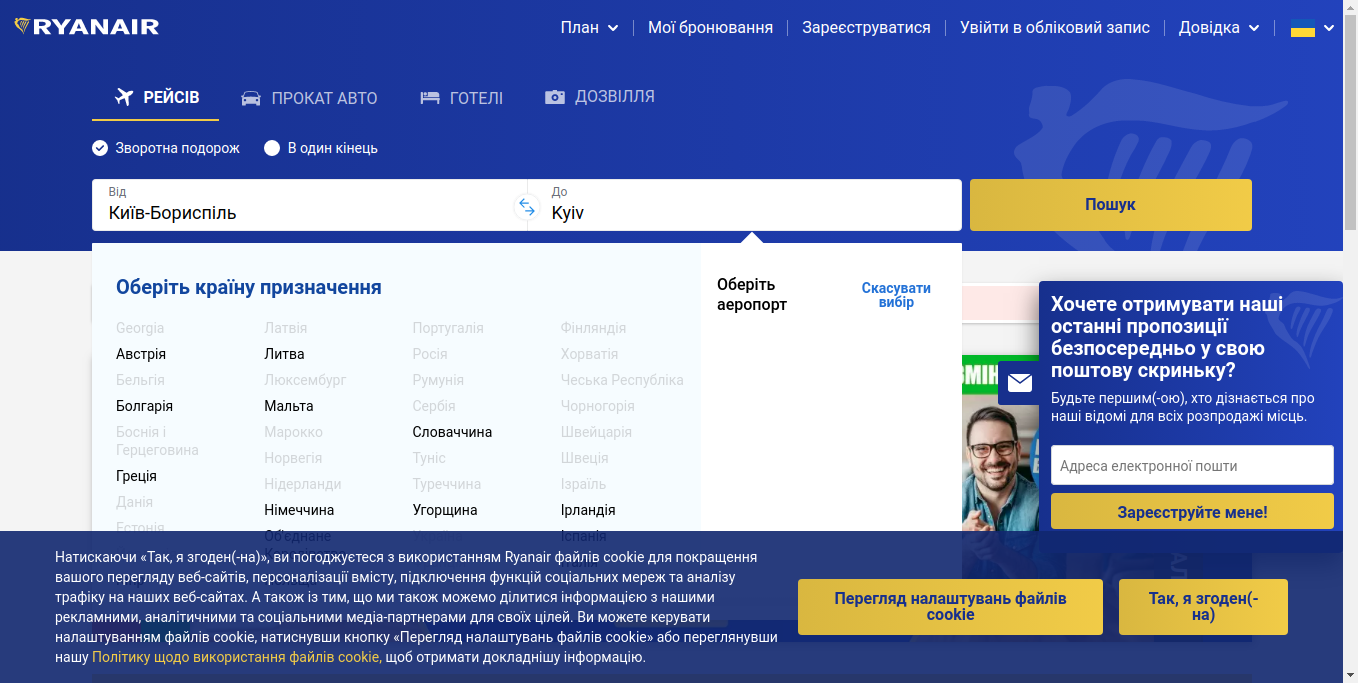 RYANAIR
План
Мої бронювання
Зареєструватися
Увійти в обліковий запис
Довідка
РЕЙСІВ
ПРОКАТ АВТО
ГОТЕЛІ
ДОЗВІЛЛЯ
Зворотна подорож
В один кінець
Від
Київ-Бориспіль
До
Kyiv
Пошук
Оберіть країну призначення
Georgia
Австрія
Бельгія
Болгарія
Боснія і
Герцеговина
Греція
Данія
Естонія
Латвія
Литва
Люксембург
Мальта
Марокко
Норвегія
Нідерланди
Німеччина
Об'єднане
Португалія
Росія
Румунія
Сербія
Словаччина
Туніс
Туреччина
Угорщина
Фінляндія
Хорватія
Чеська Республіка
Чорногорія
Швейцарія
Швеція
Ізраїль
Ірландія
Іспанія
Оберіть
аеропорт
Скасувати
вибір
Хочете отримувати наші
останні пропозиції
безпосередньо у свою
поштову скриньку?
Будьте першим(-ою), хто дізнається про
наші відомі для всіх розпродажі місць.
Адреса електронної пошти
Зареєструйте мене!
Натискаючи «Так, я згоден(-на)», ви погоджуєтеся з використанням Ryanair файлів cookie для покращення
вашого перегляду веб-сайтів, персоналізації вмісту, підключення функцій соціальних мереж та аналізу
трафіку на наших веб-сайтах. А також із тим, що ми також можемо ділитися інформацією з нашими
рекламними, аналітичними та соціальними медіа-партнерами для своїх цілей. Ви можете керувати
налаштуванням файлів cookie, натиснувши кнопку «Перегляд налаштувань файлів cookie» або переглянувши
нашу Політику щодо використання файлів cookie, щоб отримати докладнішу інформацію.
Перегляд налаштувань файлів
cookie
Так, я згоден(-
на)